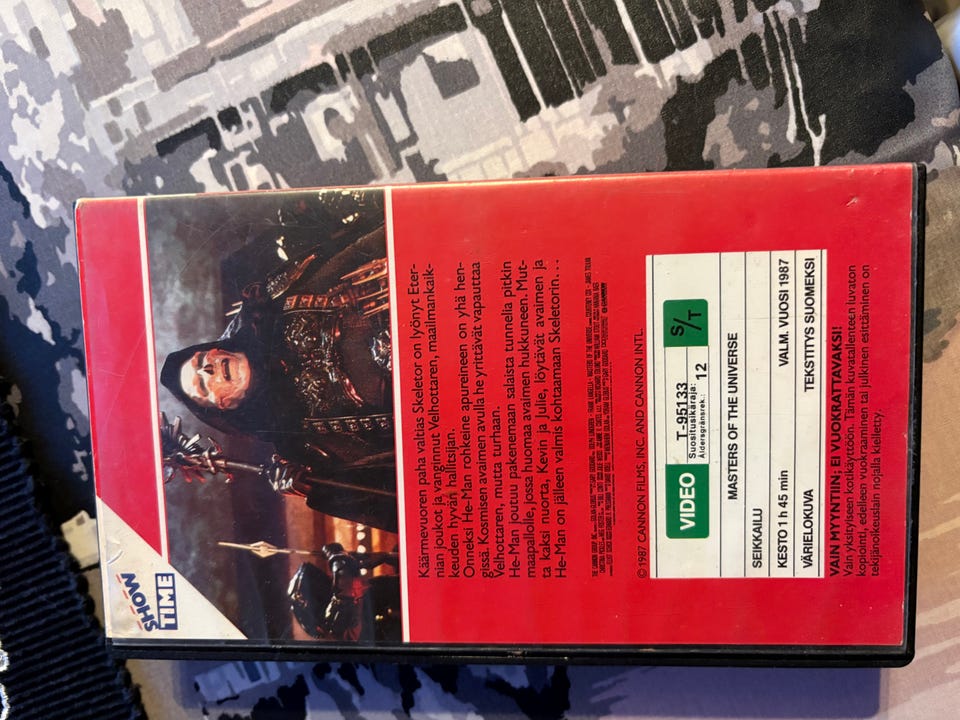 SHOW
TIME
Käärmevuoren paha valtias Skeletor on lyönyt Eter-
nian joukot ja vanginnut Velhottaren, maailmankaik-
keuden hyvän hallitsijan.
Onneksi He-Man rohkeine apureineen on yhä hen-
gissä. Kosmisen avaimen avulla he yrittävät vapauttaa
Velhottaren, mutta turhaan.
He-Man joutuu pakeneman salaista tunnelia pitkin
maapallolle, jossa huomaa avaimen hukkuneen. Mut-
ta kaksi nuorta, Kevin ja Julie, löytävät avaimen ja
He-Man on jälleen valmis kohtaamaan Skeletorin...
© 1987 CANNON FILMS, INC. AND CANNON INTL.
VIDEO T-95133 S/T
Suositusikäraja: 12
Åldersgränsrek.:
MASTERS OF THE UNIVERSE
SEIKKAILU
KESTO 1 h 45 min VALM. VUOSI 1987
VÄRIELOKUVA TEKSTITYS SUOMEKSI
VAIN MYYNTIIN; EI VUOKRATTAVAKSI!
Vain yksityiseen kotikäyttöön. Tämän kuvatallenteen luvaton
kopiointi, edelleen vuokraaminen tai julkinen esittäminen on
tekijänoikeuslain nojalla kielletty.